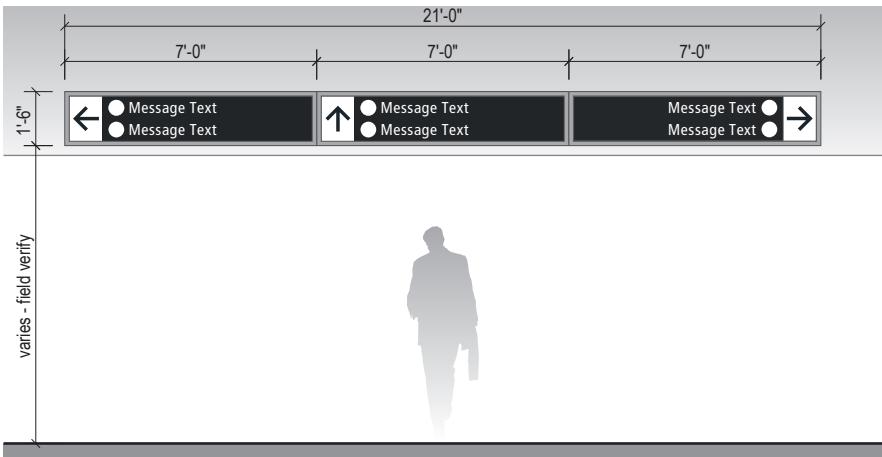 21'-0"
7'-0" 7'-0" 7'-0"
1'-6"
Message Text Message Text Message Text
Message Text Message Text Message Text
varies - field verify